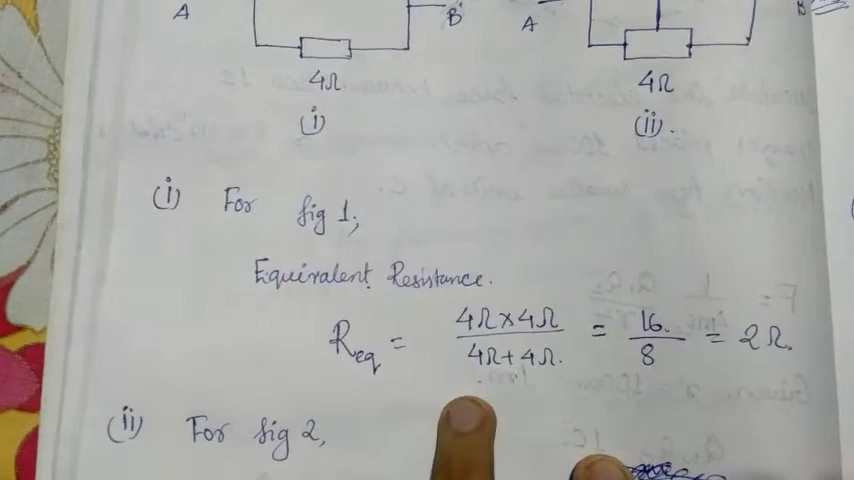 A B A B
4Ω 4Ω
(i) (ii).
(i) For fig 1;
Equivalent Resistance.
Req = 4Ω×4Ω / 4Ω+4Ω. = 16. / 8 = 2Ω.
(ii) For fig 2,